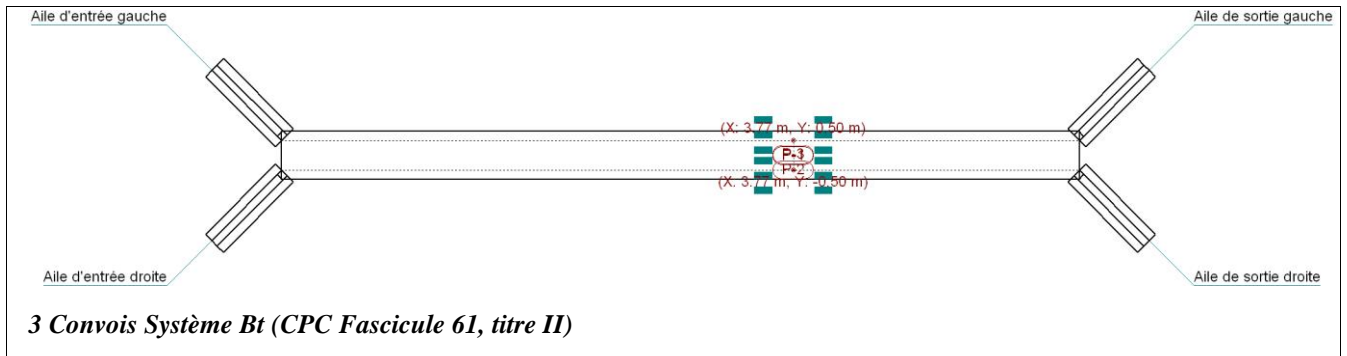 Aile d'entrée gauche
Aile de sortie gauche
(X: 3.77 m, Y: 0.50 m)
P-3
P-2
(X: 3.77 m, Y: -0.50 m)
Aile d'entrée droite
Aile de sortie droite
3 Convois Système Bt (CPC Fascicule 61, titre II)